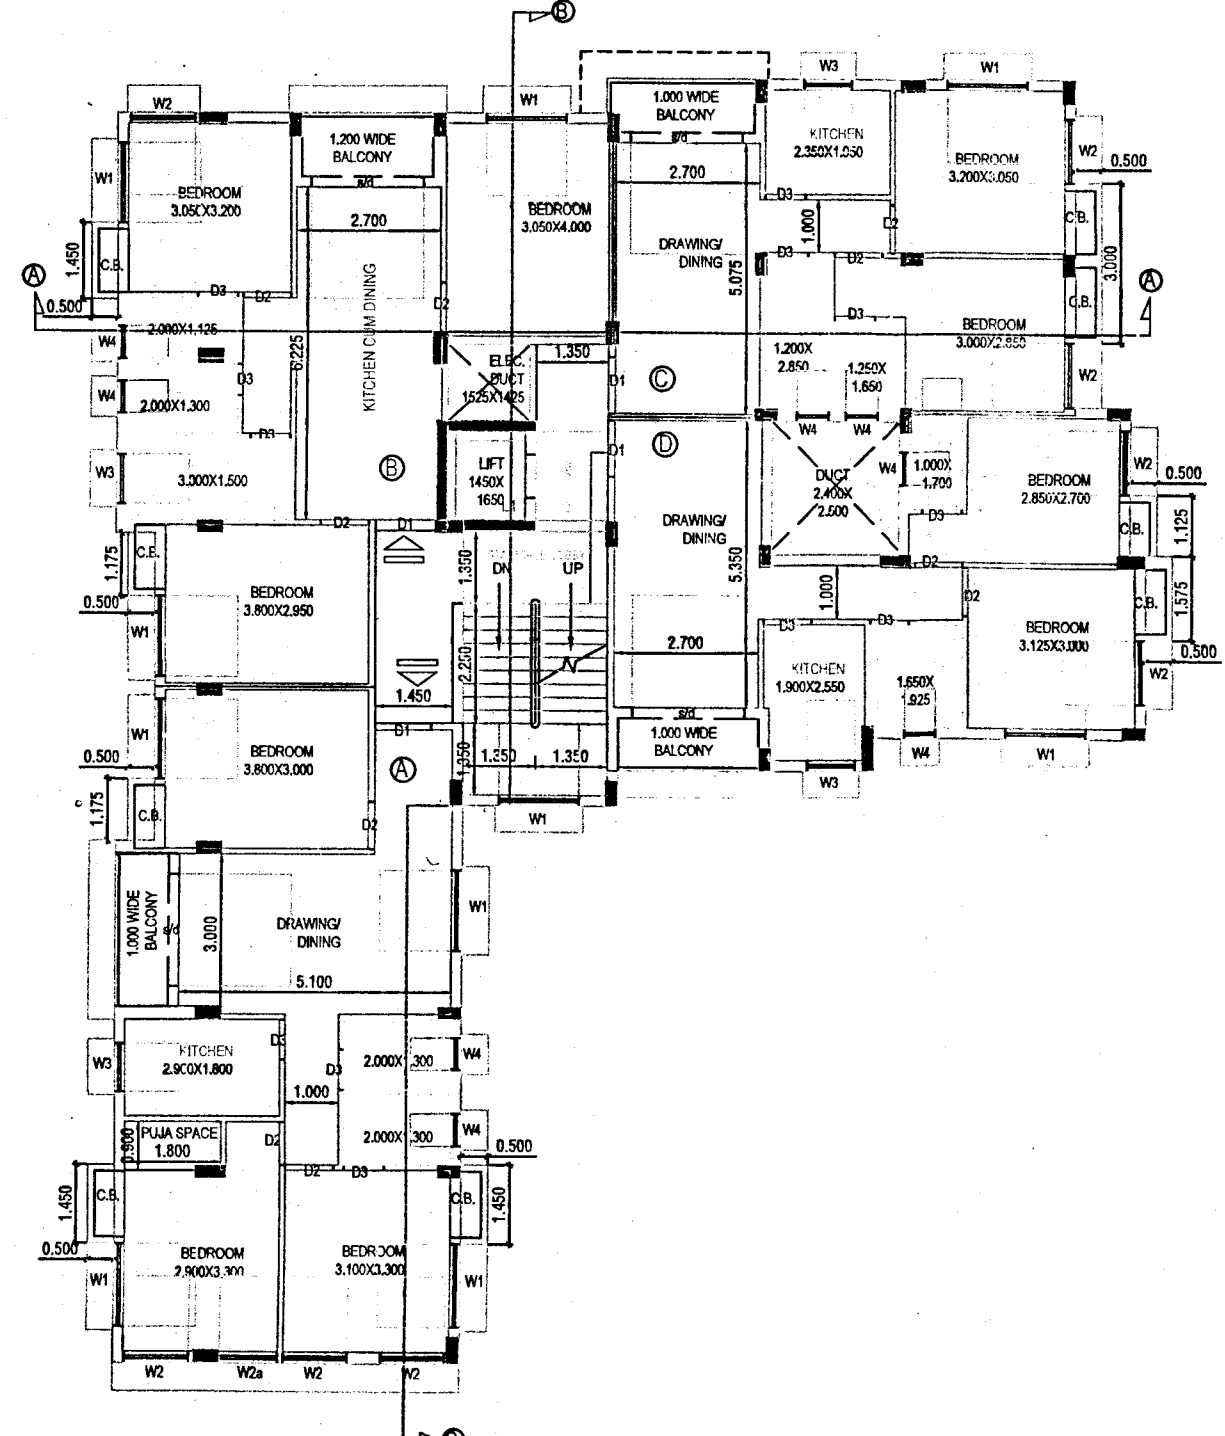 B
W3
W1
W2
W1
1.000 WIDE
BALCONY
s/d
KITCHEN
2.350X1.050
BEDROOM
3.200X3.050
W2
0.500
1.200 WIDE
BALCONY
s/d
W1
BEDROOM
3.050X3.200
2.700
BEDROOM
3.050X4.000
2.700
D3
1.000
D2
C.B.
DRAWING/
DINING
5.075
D3
D2
3.000
1.450
C.B.
A
0.500
D3
D2
KITCHEN CUM DINING
D2
A
C.B.
D3
BEDROOM
3.000X2.850
2.000X1.125
W4
6.225
ELEC.
DUCT
1525X1425
1.350
1.200X
2.850
1.250X
1.650
D3
D1
C
W2
W4
2.000X1.300
D3
W4
W4
B
D
D1
W3
3.000X1.500
LIFT
1450X
1650
DUCT
2.400X
2.500
W4
1.000X
1.700
BEDROOM
2.850X2.700
W2
0.500
D2
D1
DRAWING/
DINING
5.350
D3
C.B.
1.125
C.B.
1.175
1.350
DN
UP
D2
BEDROOM
3.800X2.950
0.500
1.000
D2
C.B.
1.575
W1
D3
D3
BEDROOM
3.125X3.000
2.700
0.500
2.250
KITCHEN
1.900X2.550
1.650X
1.925
W2
1.450
W1
D1
s/d
1.000 WIDE
BALCONY
W4
W1
BEDROOM
3.800X3.000
0.500
A
1.350
1.350
1.350
W3
1.175
C.B.
D2
W1
1.000 WIDE
BALCONY
s/d
3.000
DRAWING/
DINING
W1
5.100
W3
KITCHEN
2.900X1.800
D3
D3
2.000X1.300
W4
1.000
0.900
PUJA SPACE
1.800
D2
2.000X1.300
W4
0.500
D2
D3
1.450
C.B.
C.B.
1.450
0.500
BEDROOM
2.900X3.300
BEDROOM
3.100X3.300
W1
W1
W2
W2a
W2
W2